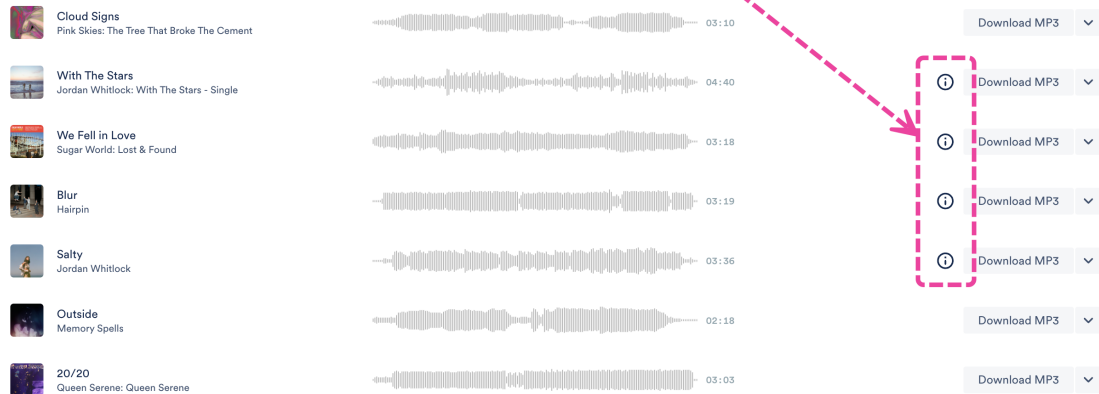 Cloud Signs
Pink Skies: The Tree That Broke The Cement
03:10
Download MP3
With The Stars
Jordan Whitlock: With The Stars - Single
04:40
Download MP3
We Fell in Love
Sugar World: Lost & Found
03:18
Download MP3
Blur
Hairpin
03:19
Download MP3
Salty
Jordan Whitlock
03:36
Download MP3
Outside
Memory Spells
02:18
Download MP3
20/20
Queen Serene: Queen Serene
03:03
Download MP3